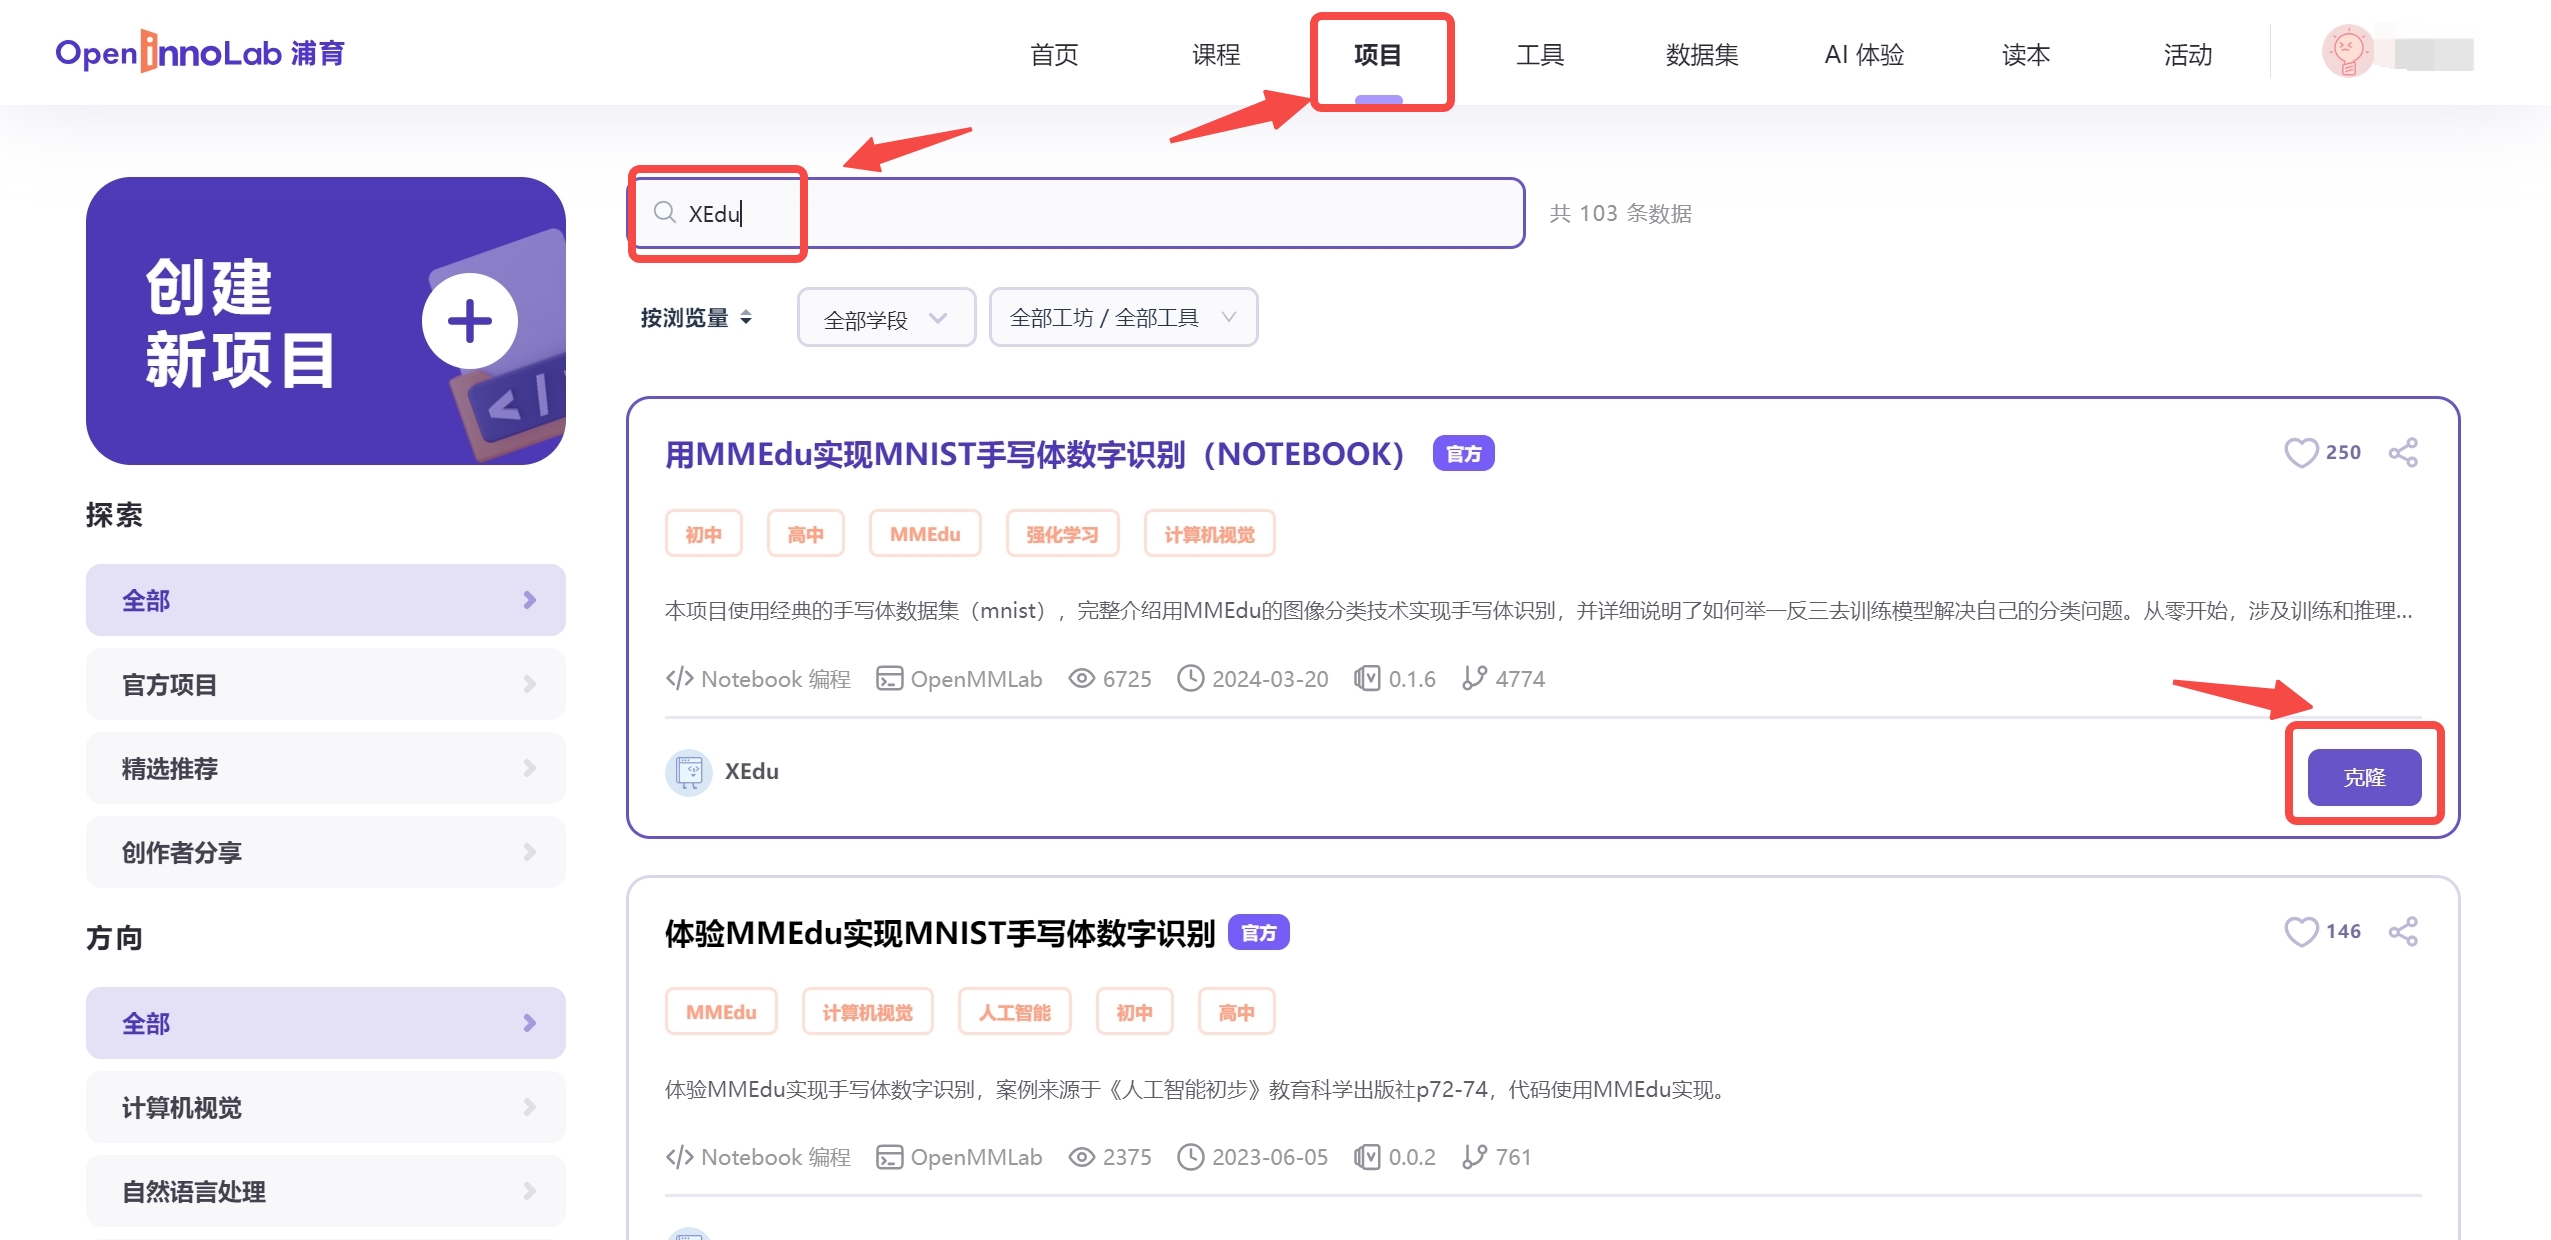 OpenInnoLab 浦育
首页 课程 项目 工具 数据集 AI 体验 读本 活动
XEdu
共 103 条数据
创建
新项目
按浏览量 全部学段 全部工坊 / 全部工具
探索
全部
官方项目
精选推荐
创作者分享
方向
全部
计算机视觉
自然语言处理
用MMEdu实现MNIST手写体数字识别（NOTEBOOK） 官方 250
初中 高中 MMEdu 强化学习 计算机视觉
本项目使用经典的手写体数据集（mnist），完整介绍用MMEdu的图像分类技术实现手写体识别，并详细说明了如何举一反三去训练模型解决自己的分类问题。从零开始，涉及训练和推理...
Notebook 编程 OpenMMLab 6725 2024-03-20 0.1.6 4774
XEdu 克隆
体验MMEdu实现MNIST手写体数字识别 官方 146
MMEdu 计算机视觉 人工智能 初中 高中
体验MMEdu实现手写体数字识别，案例来源于《人工智能初步》教育科学出版社p72-74，代码使用MMEdu实现。
Notebook 编程 OpenMMLab 2375 2023-06-05 0.0.2 761